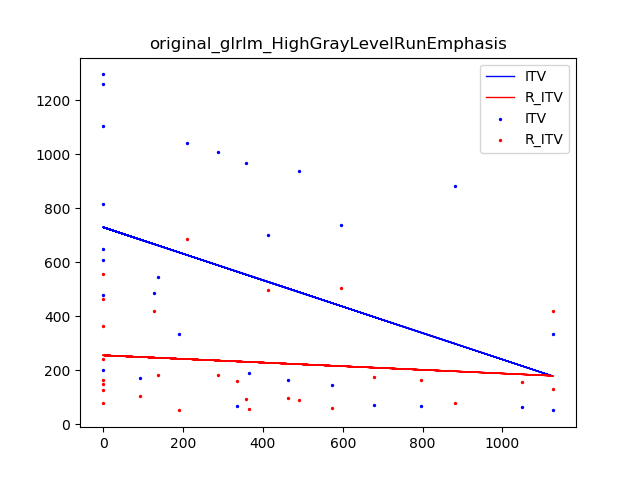 original_glrlm_HighGrayLevelRunEmphasis
ITV
R_ITV
ITV
R_ITV
1200
1000
800
600
400
200
0
0 200 400 600 800 1000